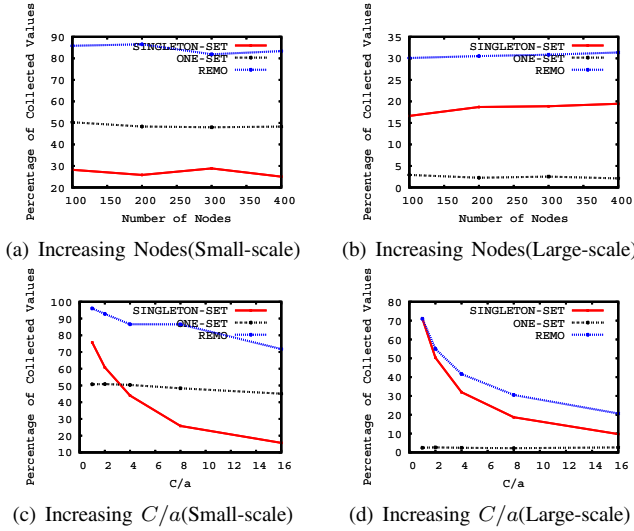 Percentage of Collected Values
90
80
70
60
50
40
30
20
100 150 200 250 300 350 400
Number of Nodes
SINGLETON-SET
ONE-SET
REMO
(a) Increasing Nodes(Small-scale)
Percentage of Collected Values
35
30
25
20
15
10
5
0
100 150 200 250 300 350 400
Number of Nodes
SINGLETON-SET
ONE-SET
REMO
(b) Increasing Nodes(Large-scale)
Percentage of Collected Values
100
90
80
70
60
50
40
30
20
10
0 2 4 6 8 10 12 14 16
C/a
SINGLETON-SET
ONE-SET
REMO
(c) Increasing C/a(Small-scale)
Percentage of Collected Values
80
70
60
50
40
30
20
10
0
0 2 4 6 8 10 12 14 16
C/a
SINGLETON-SET
ONE-SET
REMO
(d) Increasing C/a(Large-scale)